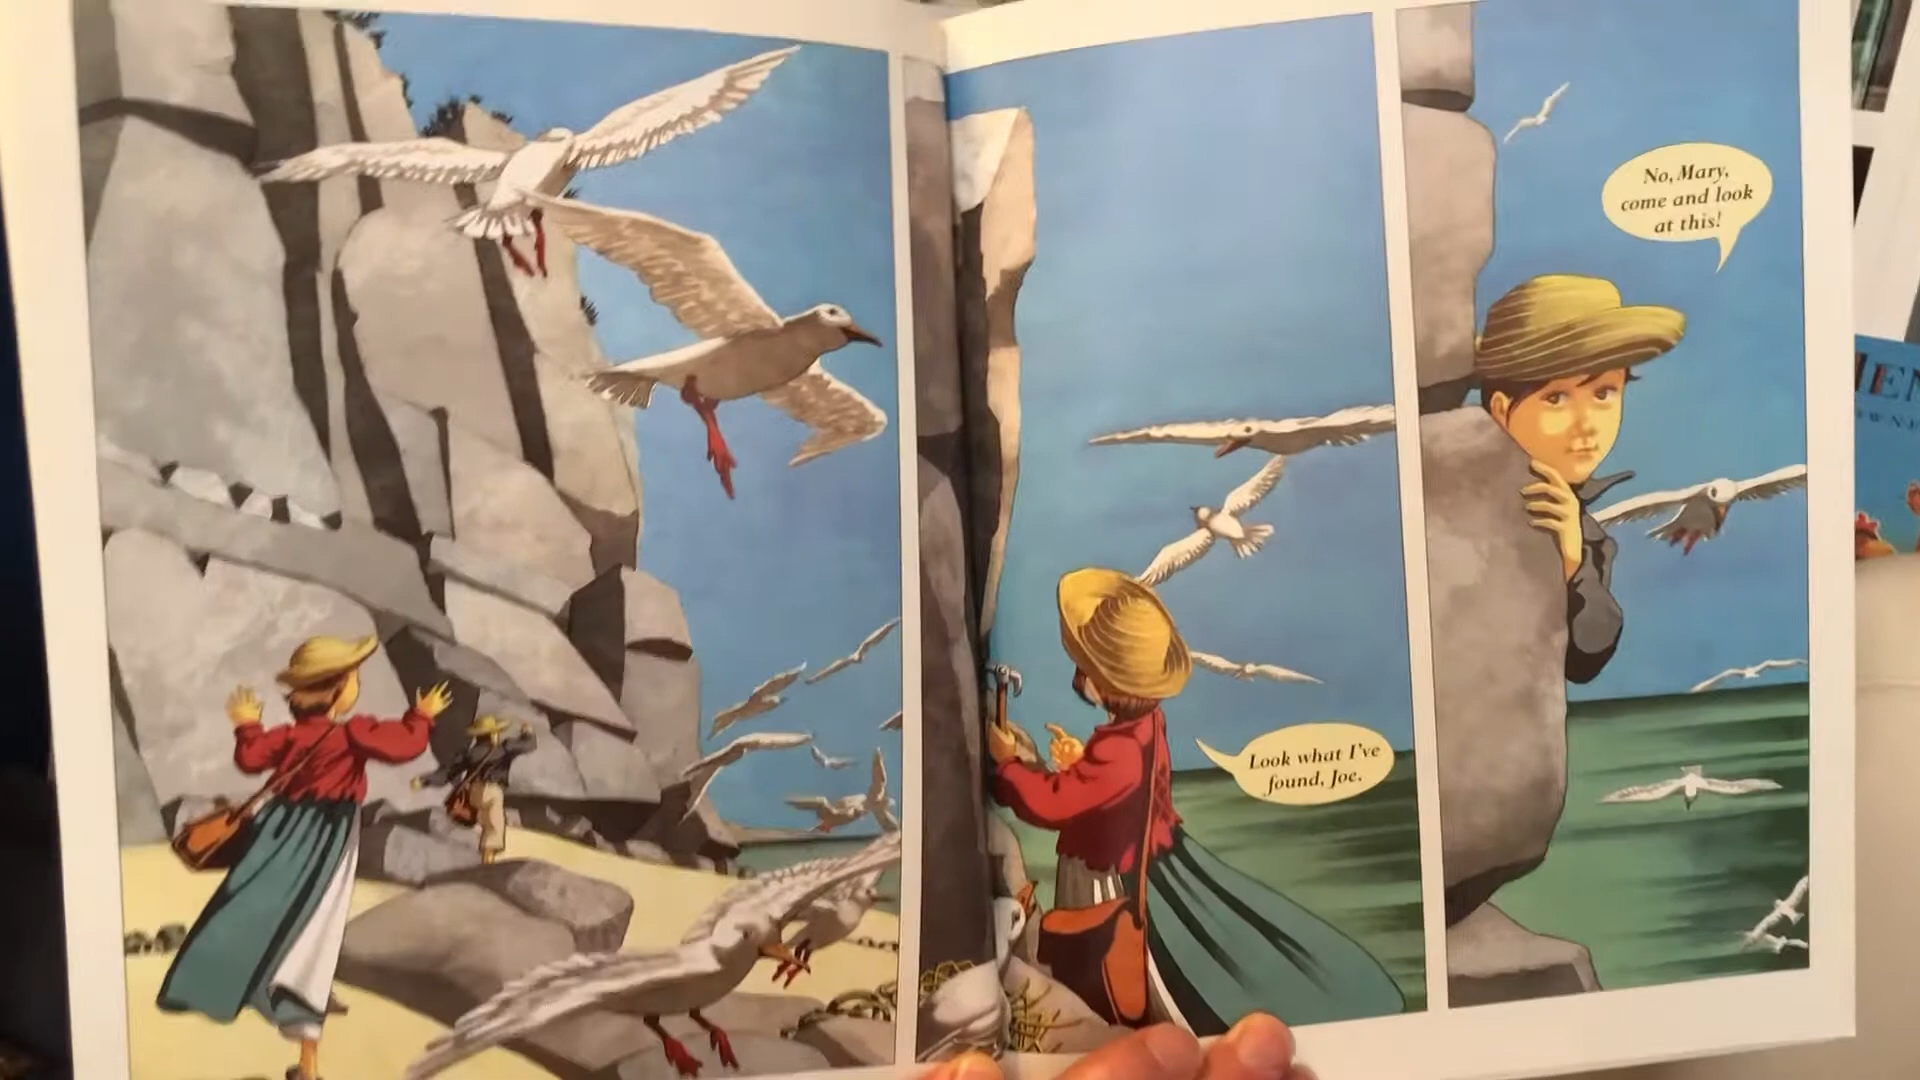 Look what I've
found, Joe.
No, Mary,
come and look
at this!